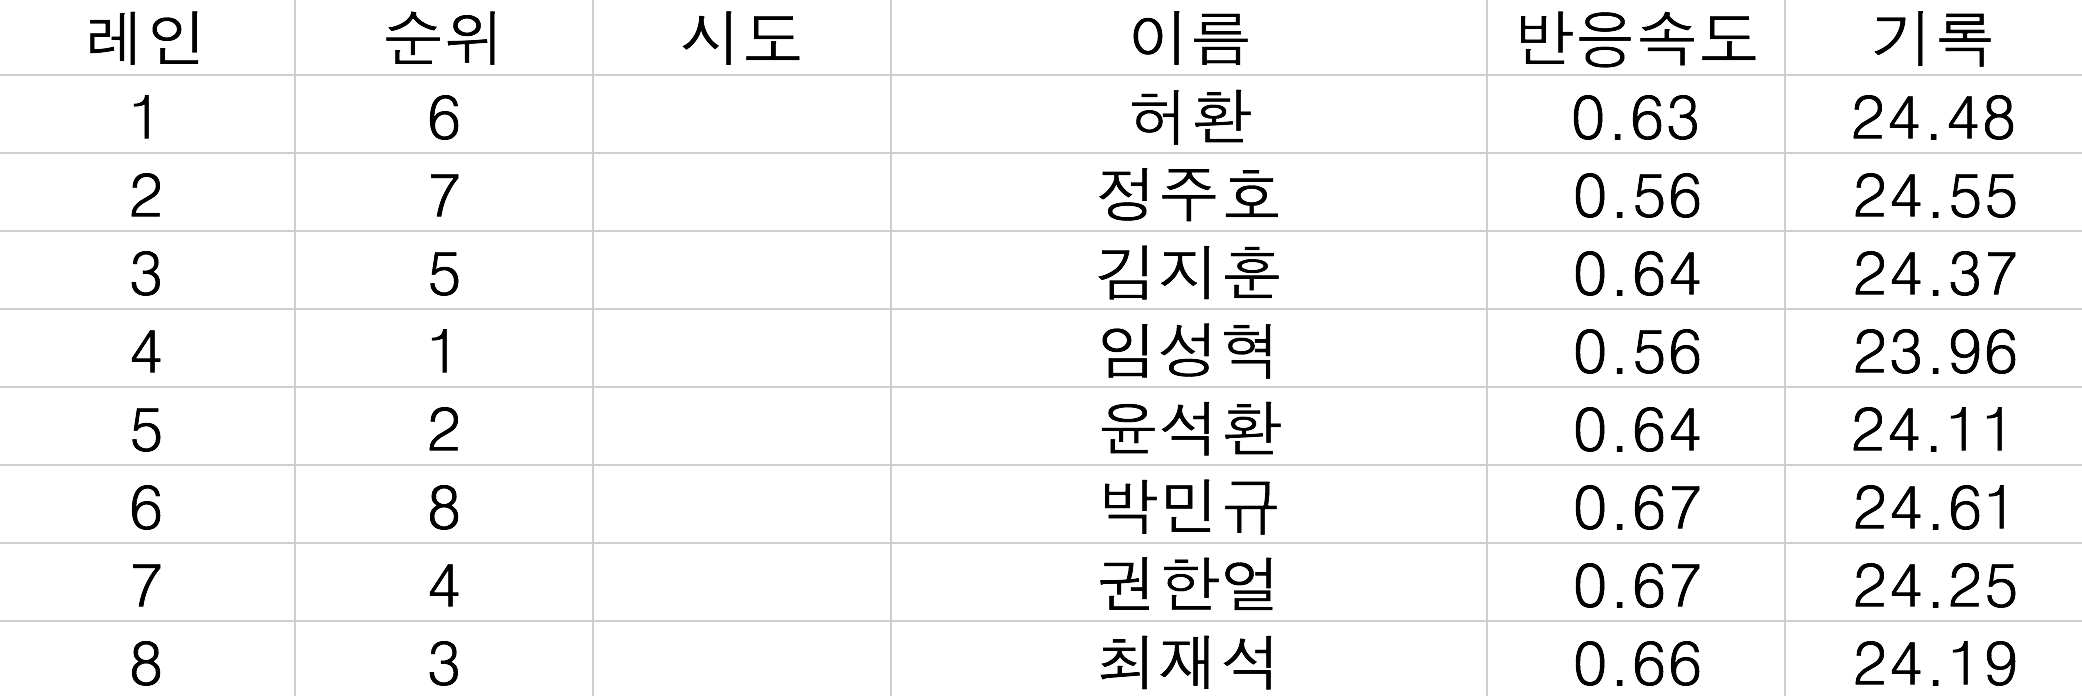 레인 순위 시도 이름 반응속도 기록
1 6 허환 0.63 24.48
2 7 정주호 0.56 24.55
3 5 김지훈 0.64 24.37
4 1 임성혁 0.56 23.96
5 2 윤석환 0.64 24.11
6 8 박민규 0.67 24.61
7 4 권한얼 0.67 24.25
8 3 최재석 0.66 24.19